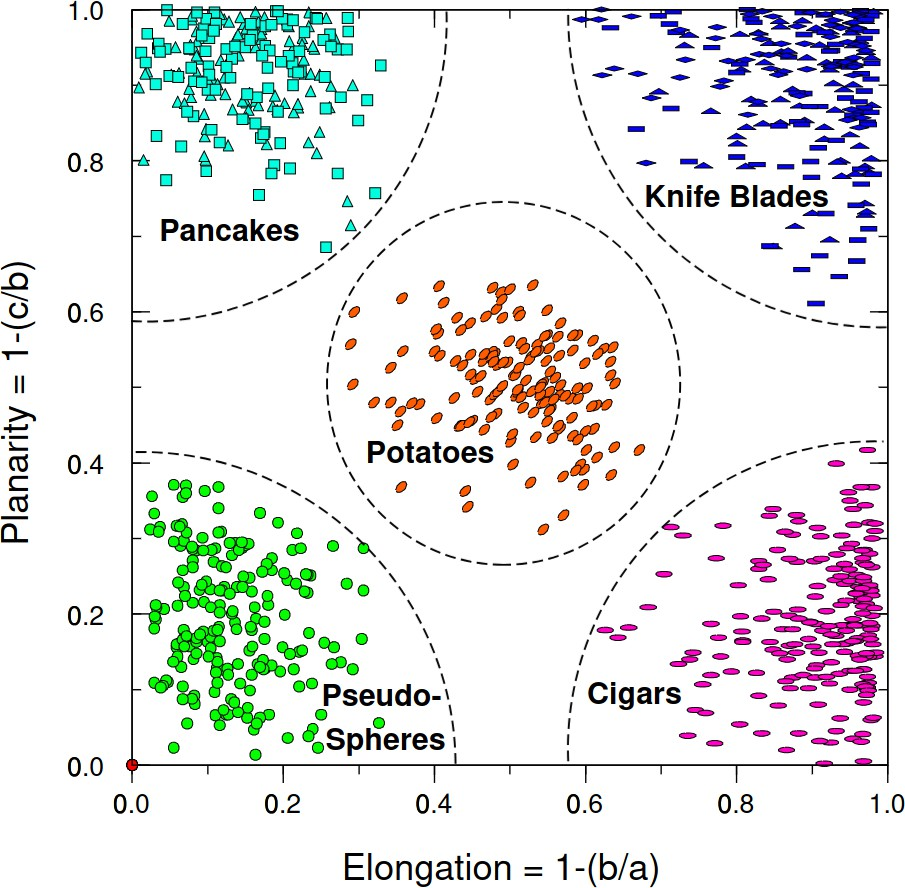 1.0
0.8
0.6
0.4
0.2
0.0
Planarity = 1-(c/b)
Pancakes
Knife Blades
Potatoes
Pseudo-
Spheres
Cigars
0.0 0.2 0.4 0.6 0.8 1.0
Elongation = 1-(b/a)